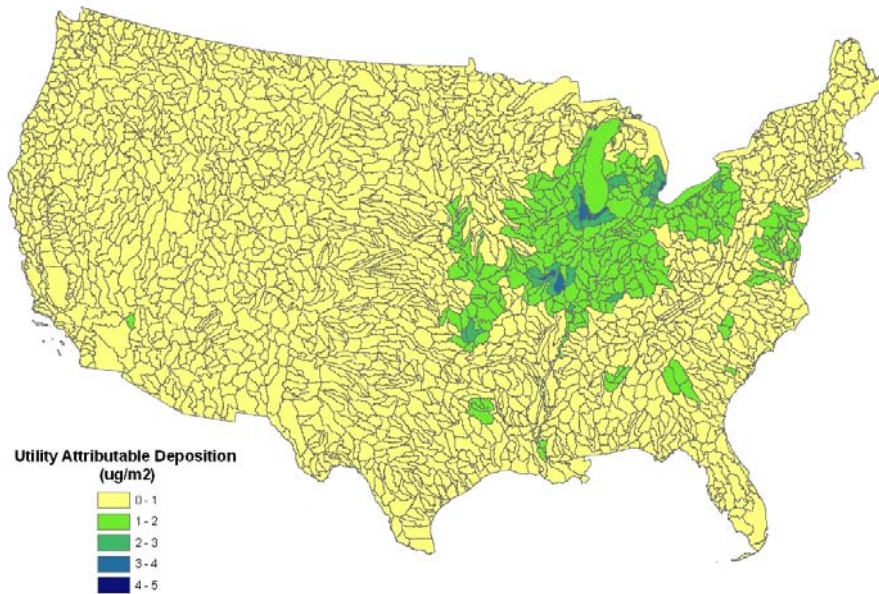 Utility Attributable Deposition
(ug/m2)
0 - 1
1 - 2
2 - 3
3 - 4
4 - 5